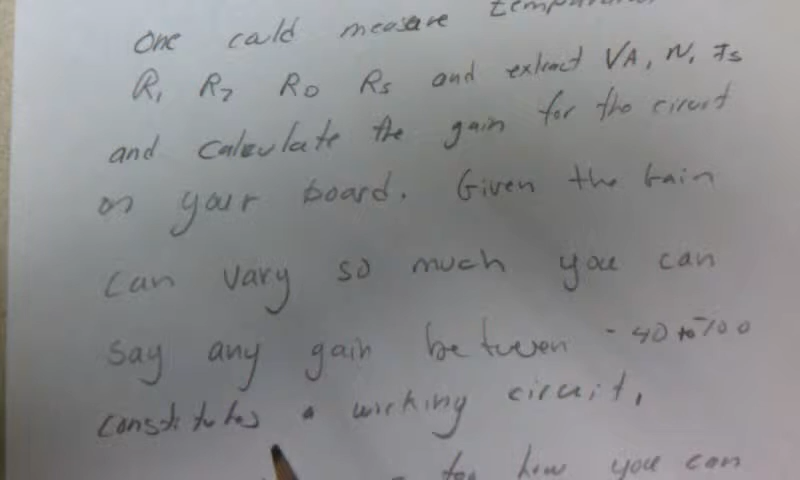 One could measure temperature
R1 R2 RD RS and extract VA, N, Is
and calculate the gain for the circuit
on your board. Given the Gain
can vary so much you can
say any gain between -40 to -100
constitutes a working circuit,
how you can